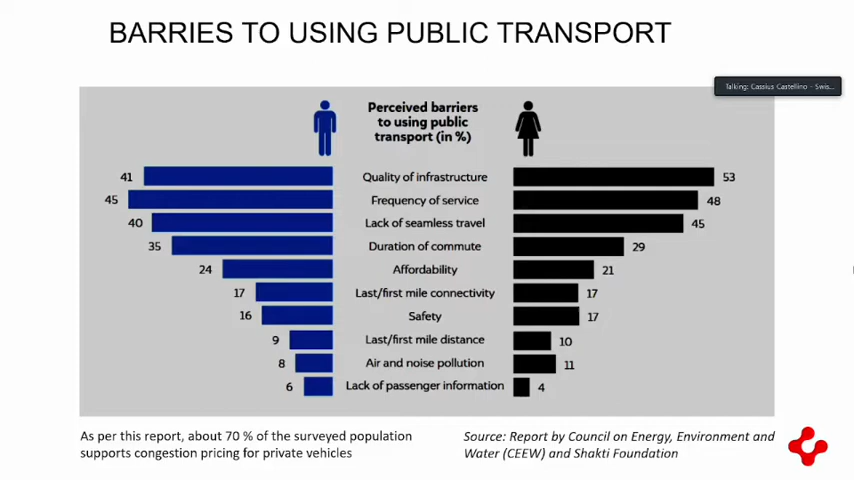 BARRIES TO USING PUBLIC TRANSPORT
Talking: Cassius Castellino - Swis...
Perceived barriers
to using public
transport (in %)
41 Quality of infrastructure 53
45 Frequency of service 48
40 Lack of seamless travel 45
35 Duration of commute 29
24 Affordability 21
17 Last/first mile connectivity 17
16 Safety 17
9 Last/first mile distance 10
8 Air and noise pollution 11
6 Lack of passenger information 4
As per this report, about 70 % of the surveyed population
supports congestion pricing for private vehicles
Source: Report by Council on Energy, Environment and
Water (CEEW) and Shakti Foundation